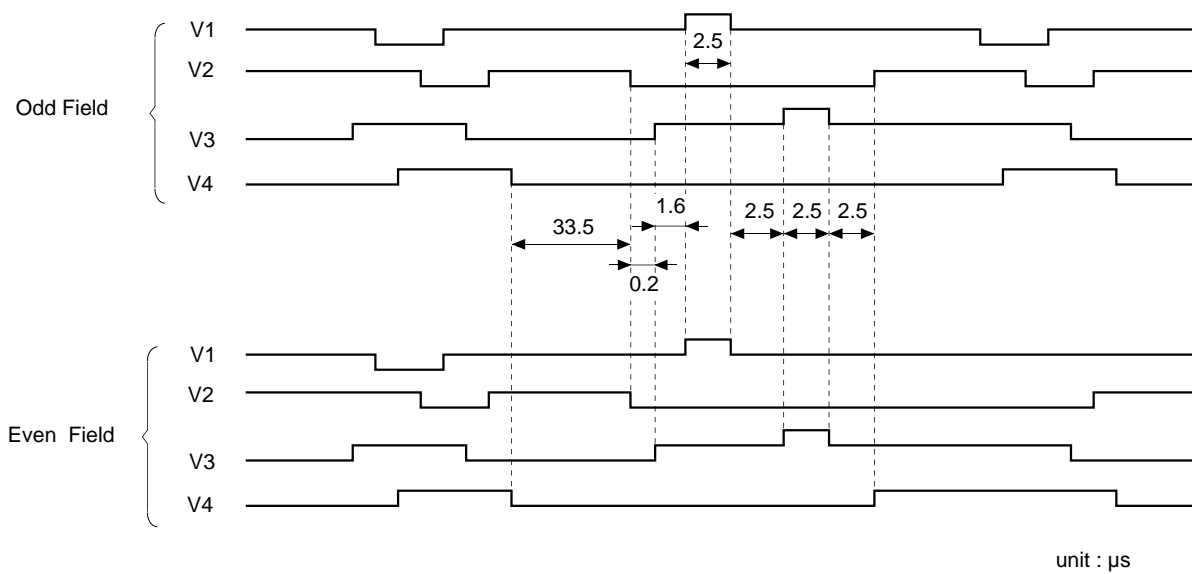 V1
2.5
V2
Odd Field
V3
V4
1.6
2.5 2.5 2.5
33.5
0.2
V1
V2
Even Field
V3
V4
unit : µs